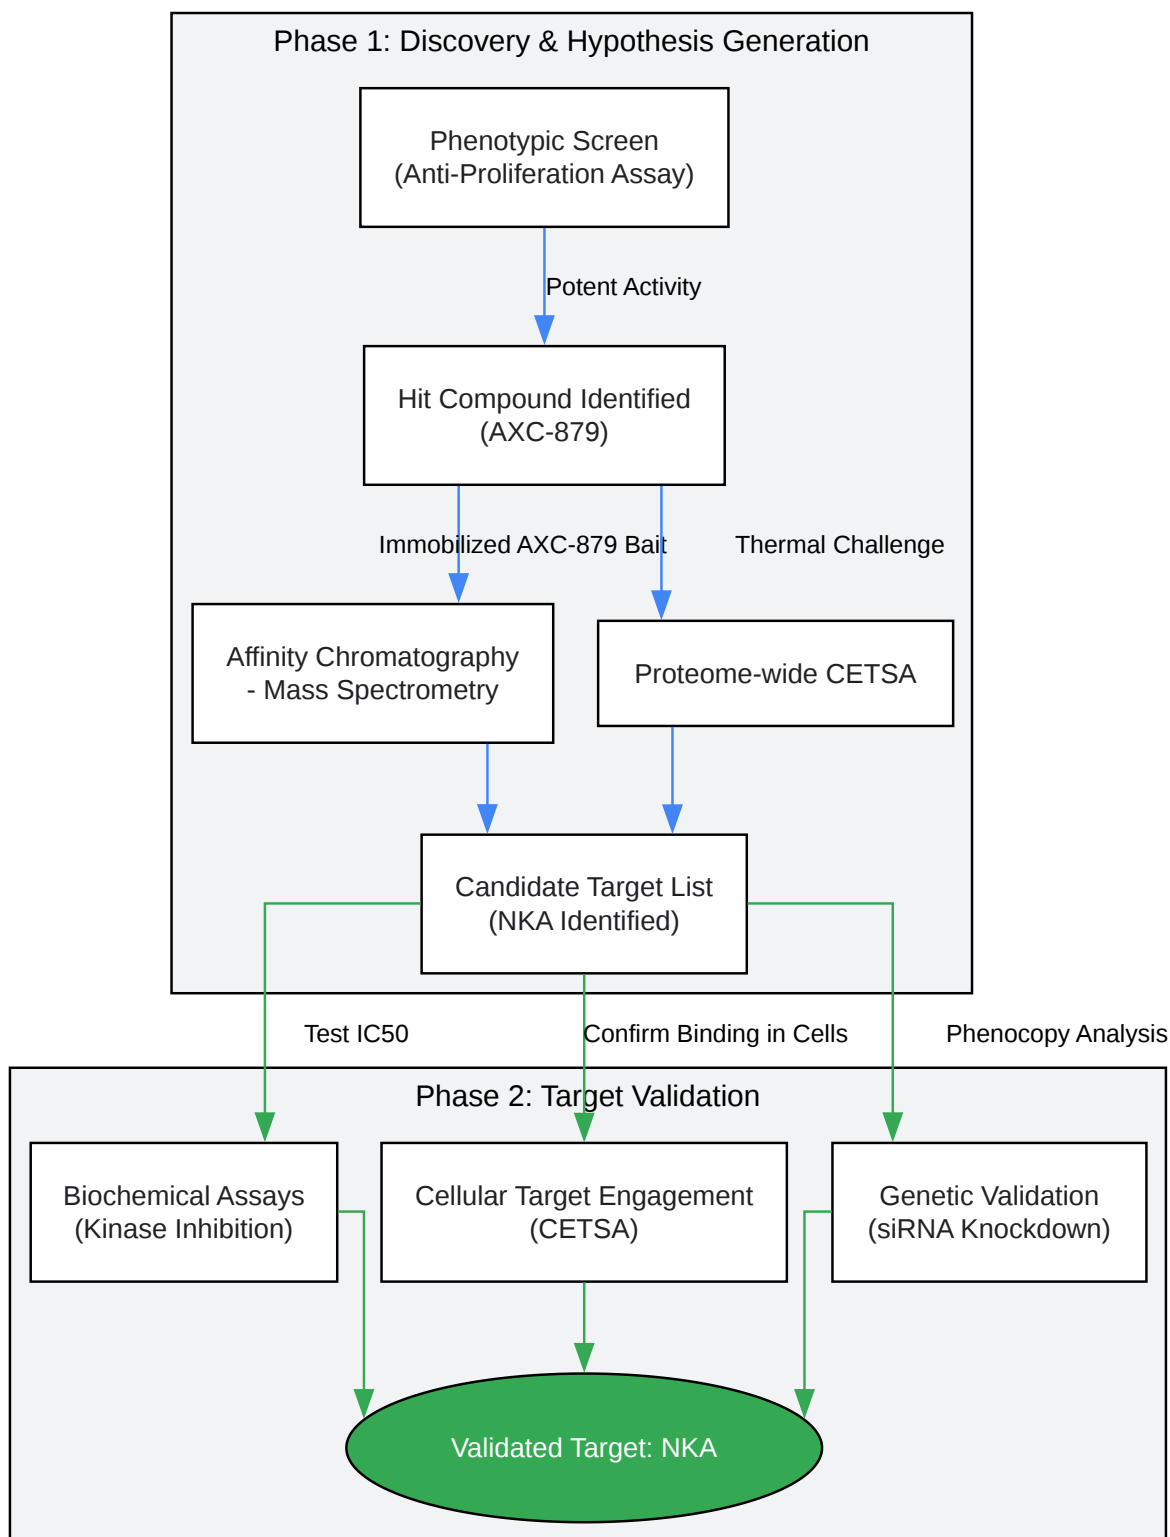 Phase 1: Discovery & Hypothesis Generation
Phenotypic Screen
(Anti-Proliferation Assay)
Potent Activity
Hit Compound Identified
(AXC-879)
Immobilized AXC-879 Bait
Thermal Challenge
Affinity Chromatography
- Mass Spectrometry
Proteome-wide CETSA
Candidate Target List
(NKA Identified)
Test IC50
Confirm Binding in Cells
Phenocopy Analysis
Phase 2: Target Validation
Biochemical Assays
(Kinase Inhibition)
Cellular Target Engagement
(CETSA)
Genetic Validation
(siRNA Knockdown)
Validated Target: NKA